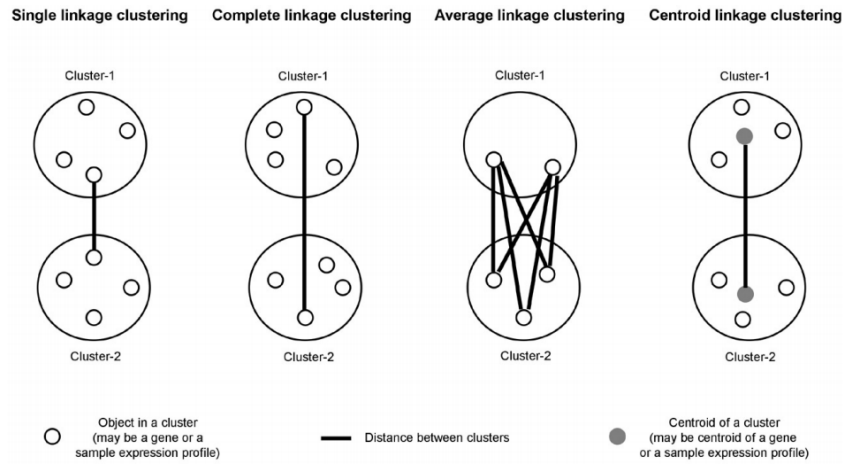 Single linkage clustering
Complete linkage clustering
Average linkage clustering
Centroid linkage clustering
Cluster-1
Cluster-1
Cluster-1
Cluster-1
Cluster-2
Cluster-2
Cluster-2
Cluster-2
Object in a cluster
(may be a gene or a
sample expression profile)
Distance between clusters
Centroid of a cluster
(may be centroid of a gene
or a sample expression profile)